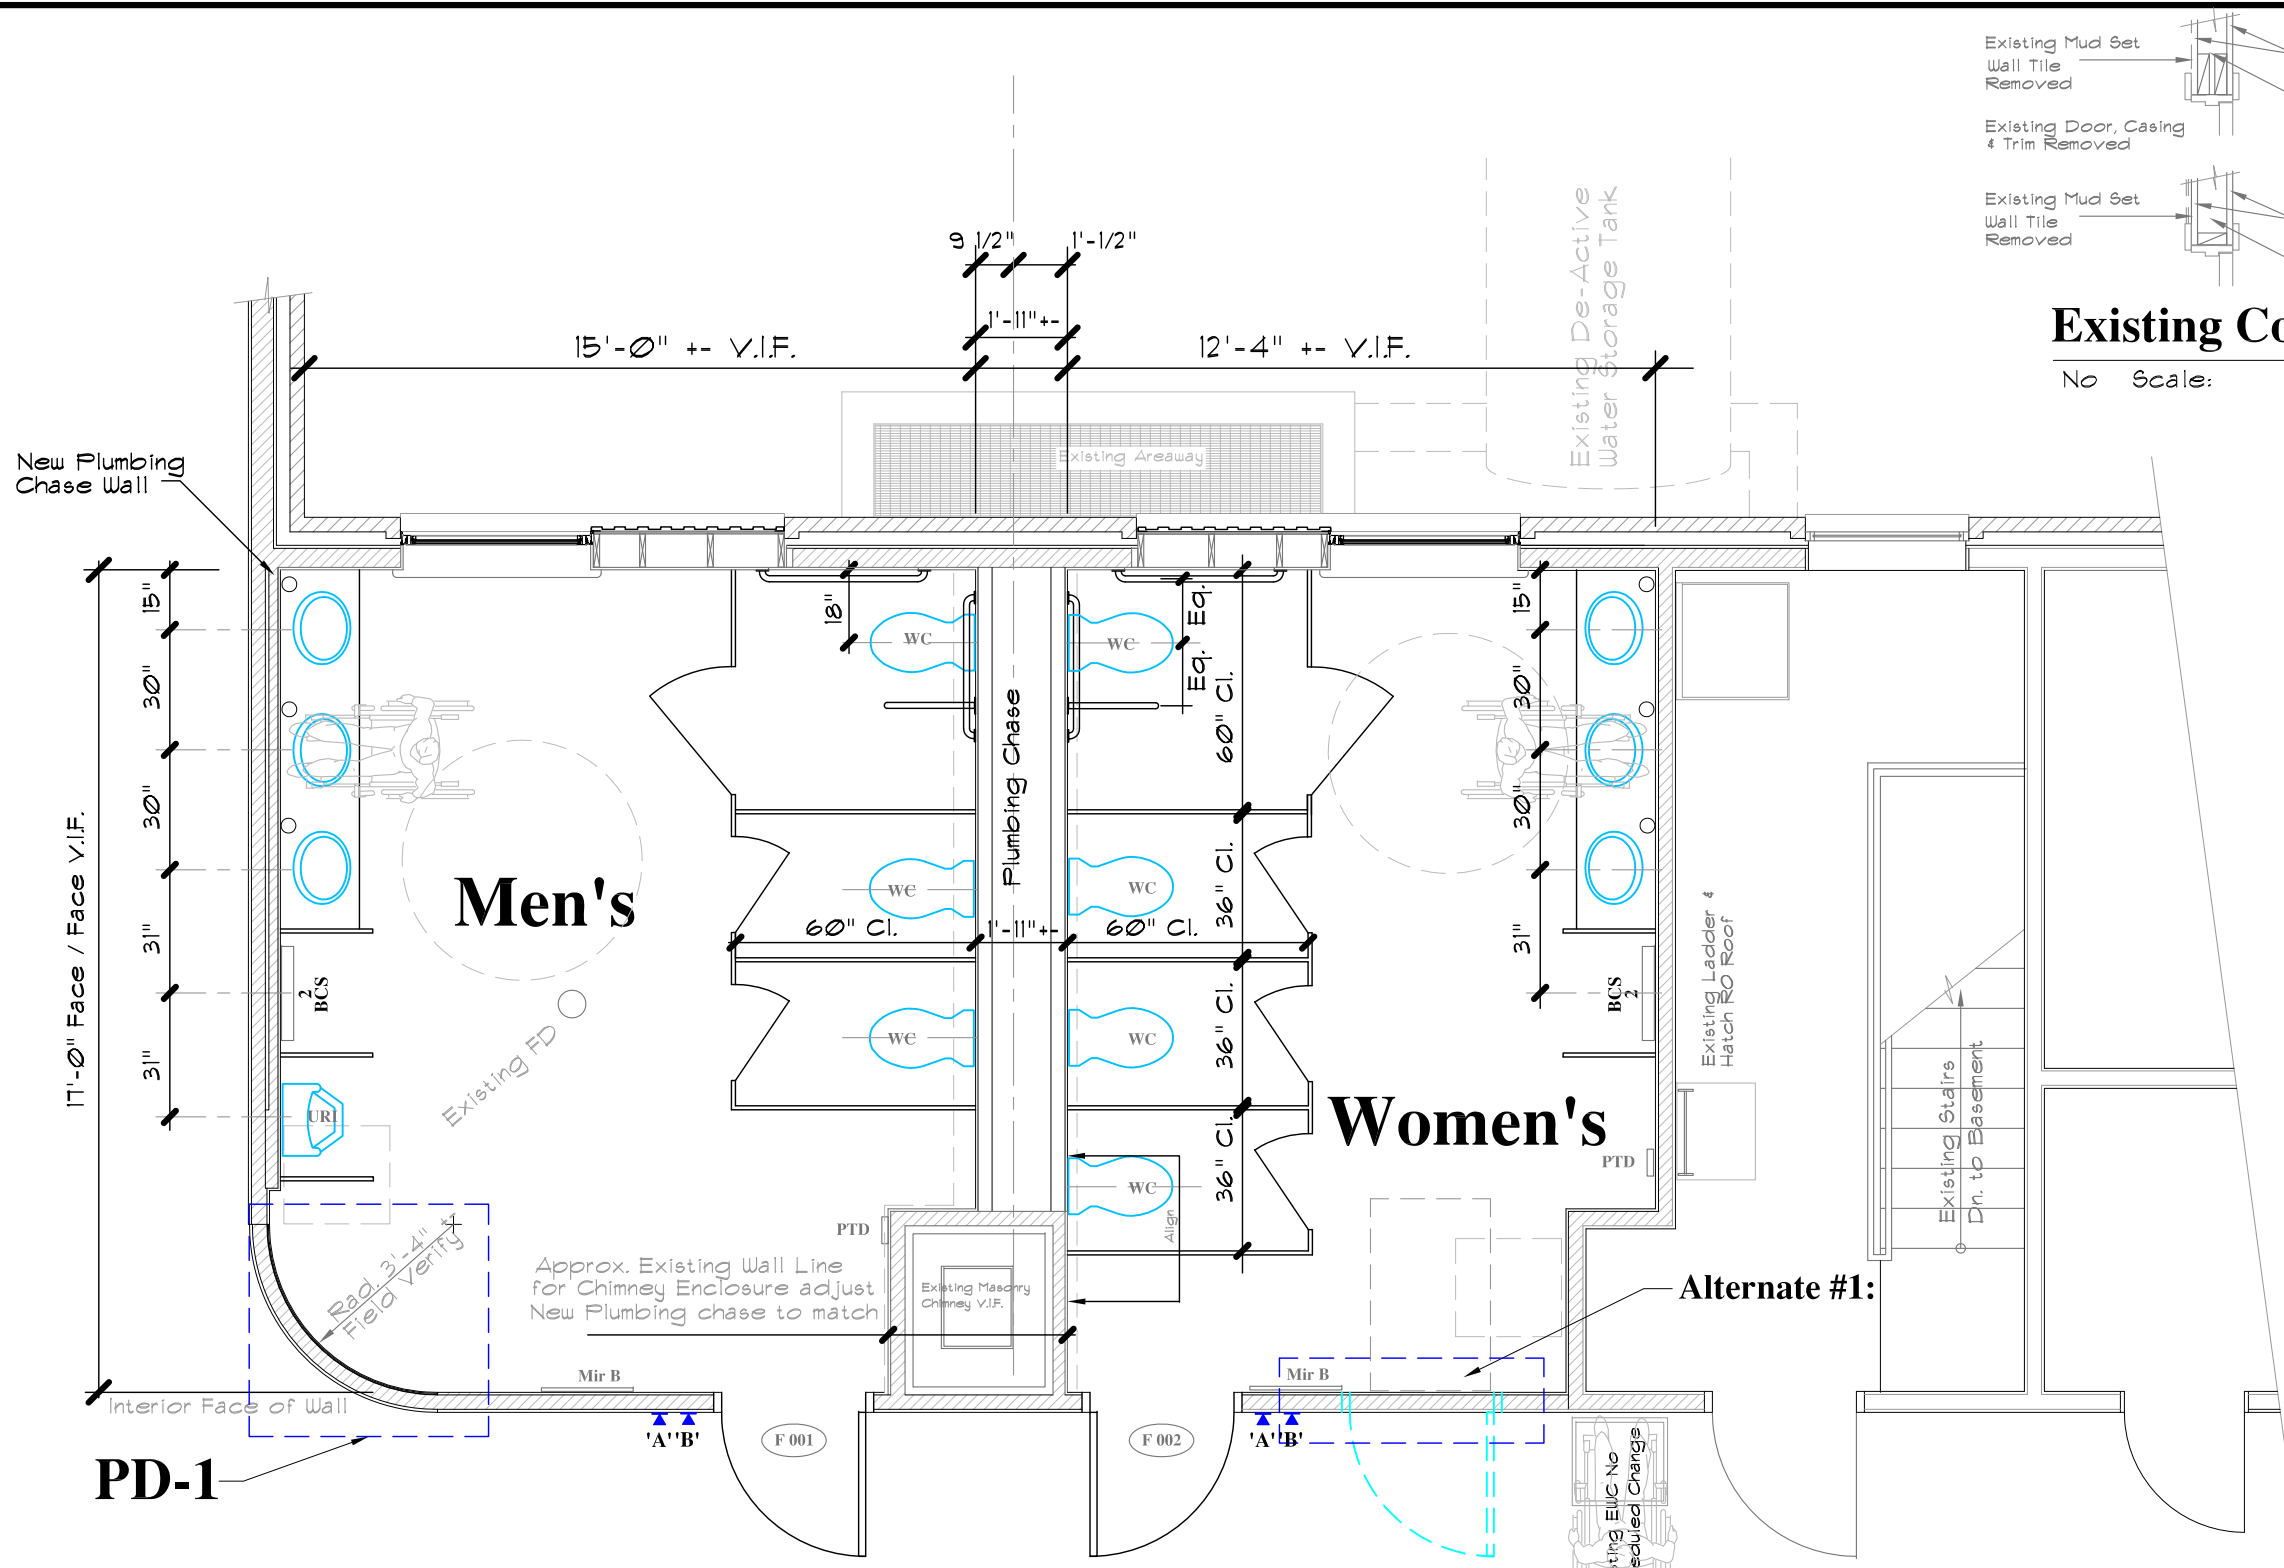 Existing Mud Set
Wall Tile
Removed
Existing Door, Casing
& Trim Removed
Existing Mud Set
Wall Tile
Removed
Existing Co
No Scale:
9 1/2"
1'-1/2"
1'-11"+-
15'-0" +- V.I.F.
12'-4" +- V.I.F.
Existing De-Active
Water Storage Tank
Existing Areaway
New Plumbing
Chase Wall
15"
30"
30"
31"
31"
17'-0" Face / Face V.I.F.
18"
WC
WC
Eq.
Eq.
60" Cl.
15"
30"
30"
31"
Plumbing Chase
Men's
WC
WC
36" Cl.
60" Cl.
1'-11"+-
60" Cl.
2
BCS
Existing FD
WC
WC
36" Cl.
BCS
2
Existing Ladder &
Hatch RO Roof
URI
Women's
PTD
WC
36" Cl.
Align
Existing Stairs
Dn. to Basement
Rad. 3'-4"
Field Verify
PTD
Approx. Existing Wall Line
for Chimney Enclosure adjust
New Plumbing chase to match
Existing Masonry
Chimney V.I.F.
Alternate #1:
Mir B
Mir B
Interior Face of Wall
'A' 'B'
F 001
F 002
'A' 'B'
PD-1
sting EWC No
eduled Change